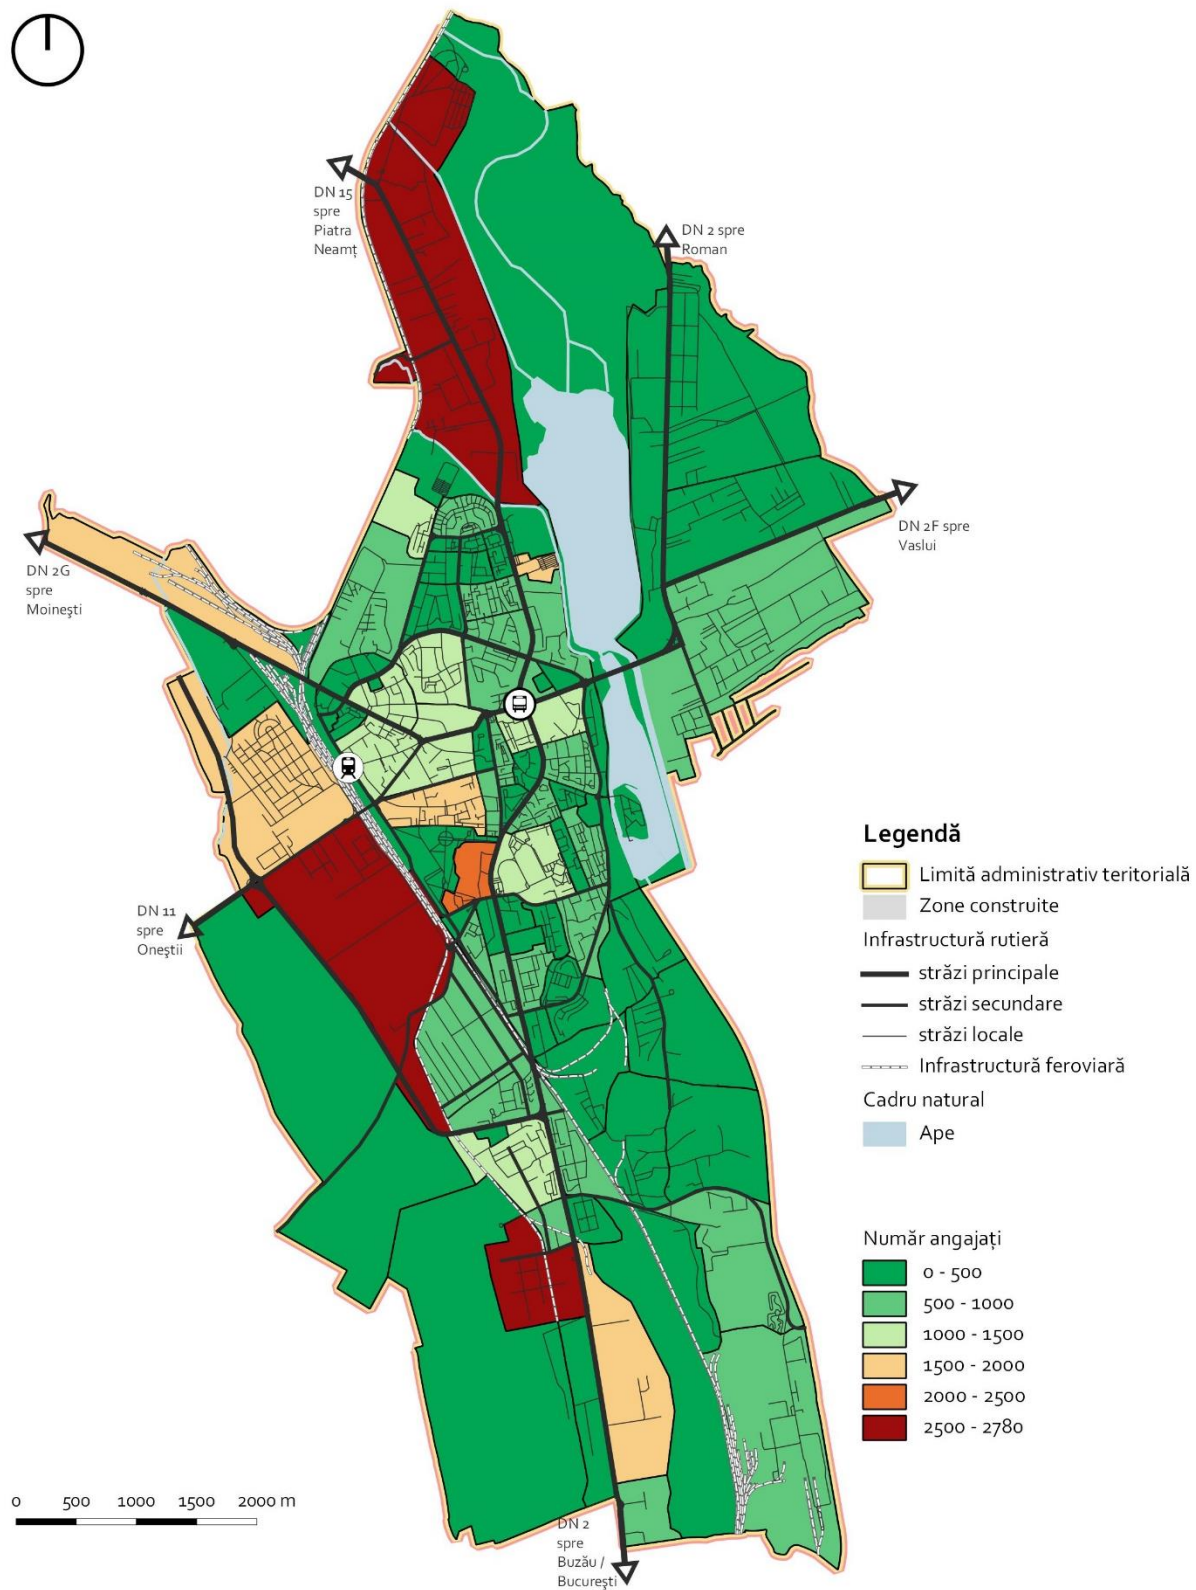 DN 15
spre
Piatra
Neamț
DN 2 spre
Roman
DN 2F spre
Vaslui
DN 2G
spre
Moinești
DN 11
spre
Oneștii
DN 2
spre
Buzău /
București
Legendă
Limită administrativ teritorială
Zone construite
Infrastructură rutieră
străzi principale
străzi secundare
străzi locale
Infrastructură feroviară
Cadru natural
Ape
Număr angajați
0 - 500
500 - 1000
1000 - 1500
1500 - 2000
2000 - 2500
2500 - 2780
0 500 1000 1500 2000 m